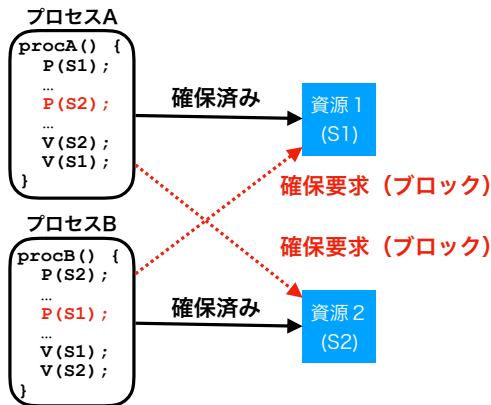 プロセスA
procA() {
P(S1);
…
P(S2);
…
V(S2);
V(S1);
}
確保済み
資源1
(S1)
確保要求（ブロック）
プロセスB
procB() {
P(S2);
…
P(S1);
…
V(S1);
V(S2);
}
確保要求（ブロック）
確保済み
資源2
(S2)